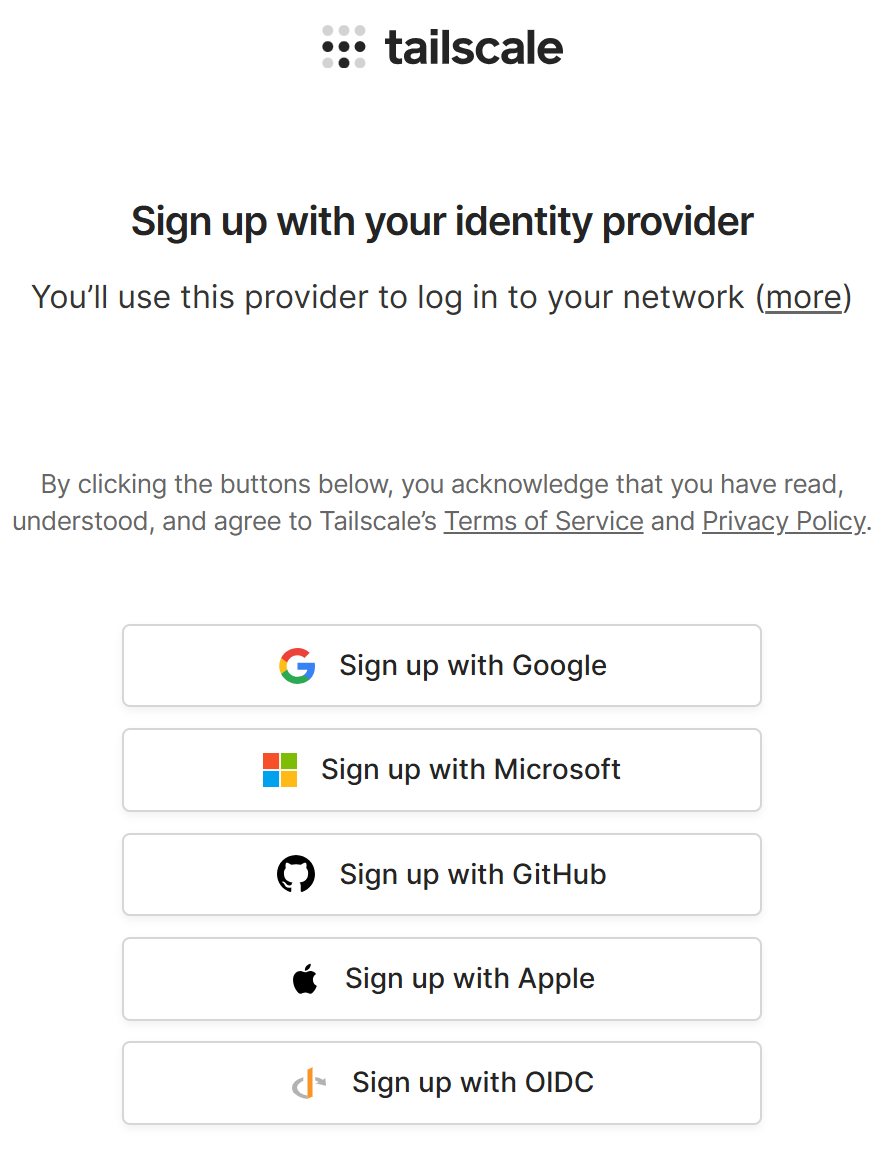 tailscale
Sign up with your identity provider
You’ll use this provider to log in to your network (more)
By clicking the buttons below, you acknowledge that you have read,
understood, and agree to Tailscale’s Terms of Service and Privacy Policy.
Sign up with Google
Sign up with Microsoft
Sign up with GitHub
Sign up with Apple
Sign up with OIDC